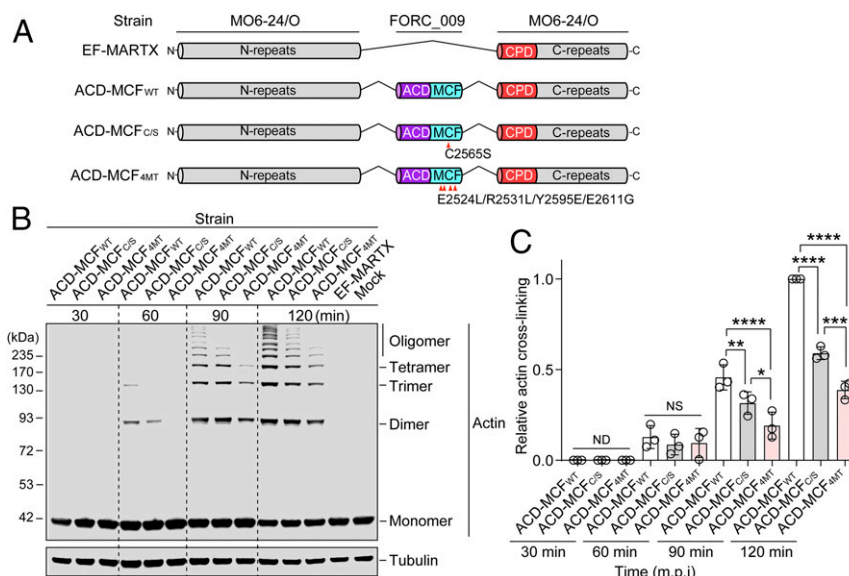 A
Strain MO6-24/O FORC_009 MO6-24/O
EF-MARTX N- N-repeats CPD C-repeats -C
ACD-MCFWT N- N-repeats ACD MCF CPD C-repeats -C
ACD-MCFC/S N- N-repeats ACD MCF CPD C-repeats -C
C2565S
ACD-MCF4MT N- N-repeats ACD MCF CPD C-repeats -C
E2524L/R2531L/Y2595E/E2611G
B
Strain
ACD-MCFWT ACD-MCFC/S ACD-MCF4MT ACD-MCFWT ACD-MCFC/S ACD-MCF4MT ACD-MCFWT ACD-MCFC/S ACD-MCF4MT ACD-MCFWT ACD-MCFC/S ACD-MCF4MT EF-MARTX Mock
30 60 90 120 (min)
(kDa)
235
170
130
93
72
53
42
Oligomer
Tetramer
Trimer
Dimer
Monomer
Actin
Tubulin
C
Relative actin cross-linking
1.0
0.5
0.0
ND
NS
****
**
*
****
****
***
ACD-MCFWT ACD-MCFC/S ACD-MCF4MT ACD-MCFWT ACD-MCFC/S ACD-MCF4MT ACD-MCFWT ACD-MCFC/S ACD-MCF4MT ACD-MCFWT ACD-MCFC/S ACD-MCF4MT
30 min 60 min 90 min 120 min
Time (m.p.i)